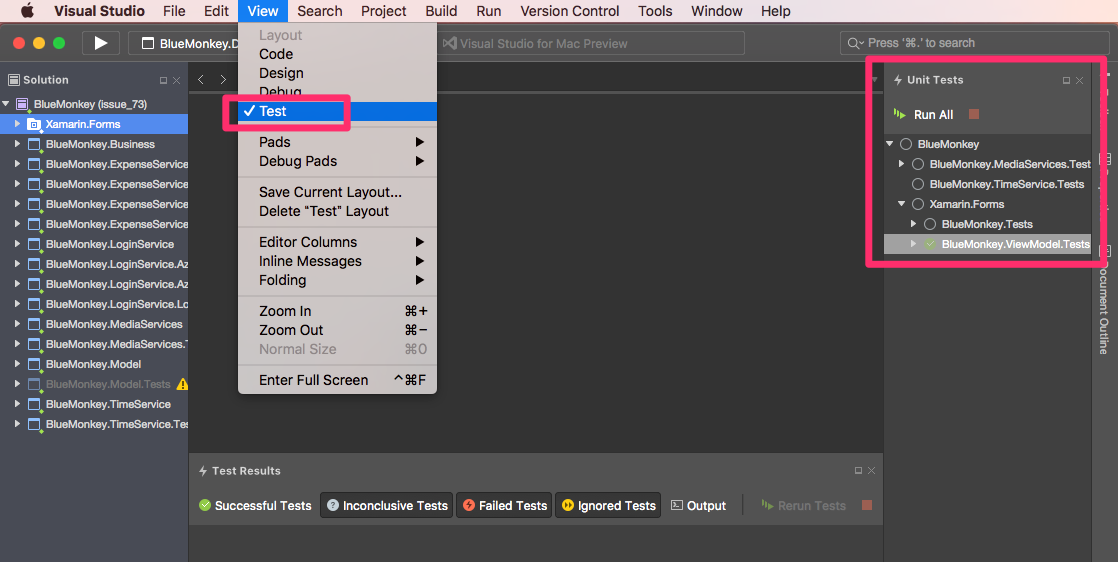 Visual Studio File Edit View Search Project Build Run Version Control Tools Window Help
BlueMonkey.D
Visual Studio for Mac Preview
Press '⌘.' to search
Solution
BlueMonkey (issue_73)
Xamarin.Forms
BlueMonkey.Business
BlueMonkey.ExpenseService
BlueMonkey.ExpenseService
BlueMonkey.ExpenseService
BlueMonkey.ExpenseService
BlueMonkey.LoginService
BlueMonkey.LoginService.Az
BlueMonkey.LoginService.Az
BlueMonkey.LoginService.Lo
BlueMonkey.MediaServices
BlueMonkey.MediaServices.T
BlueMonkey.Model
BlueMonkey.Model.Tests
BlueMonkey.TimeService
BlueMonkey.TimeService.Tes
Layout
Code
Design
Debug
Test
Pads
Debug Pads
Save Current Layout...
Delete “Test” Layout
Editor Columns
Inline Messages
Folding
Zoom In ⌘+
Zoom Out ⌘−
Normal Size ⌘0
Enter Full Screen ^⌘F
Unit Tests
Run All
BlueMonkey
BlueMonkey.MediaServices.Test
BlueMonkey.TimeService.Tests
Xamarin.Forms
BlueMonkey.Tests
BlueMonkey.ViewModel.Tests
Document Outline
Test Results
Successful Tests Inconclusive Tests Failed Tests Ignored Tests Output Rerun Tests